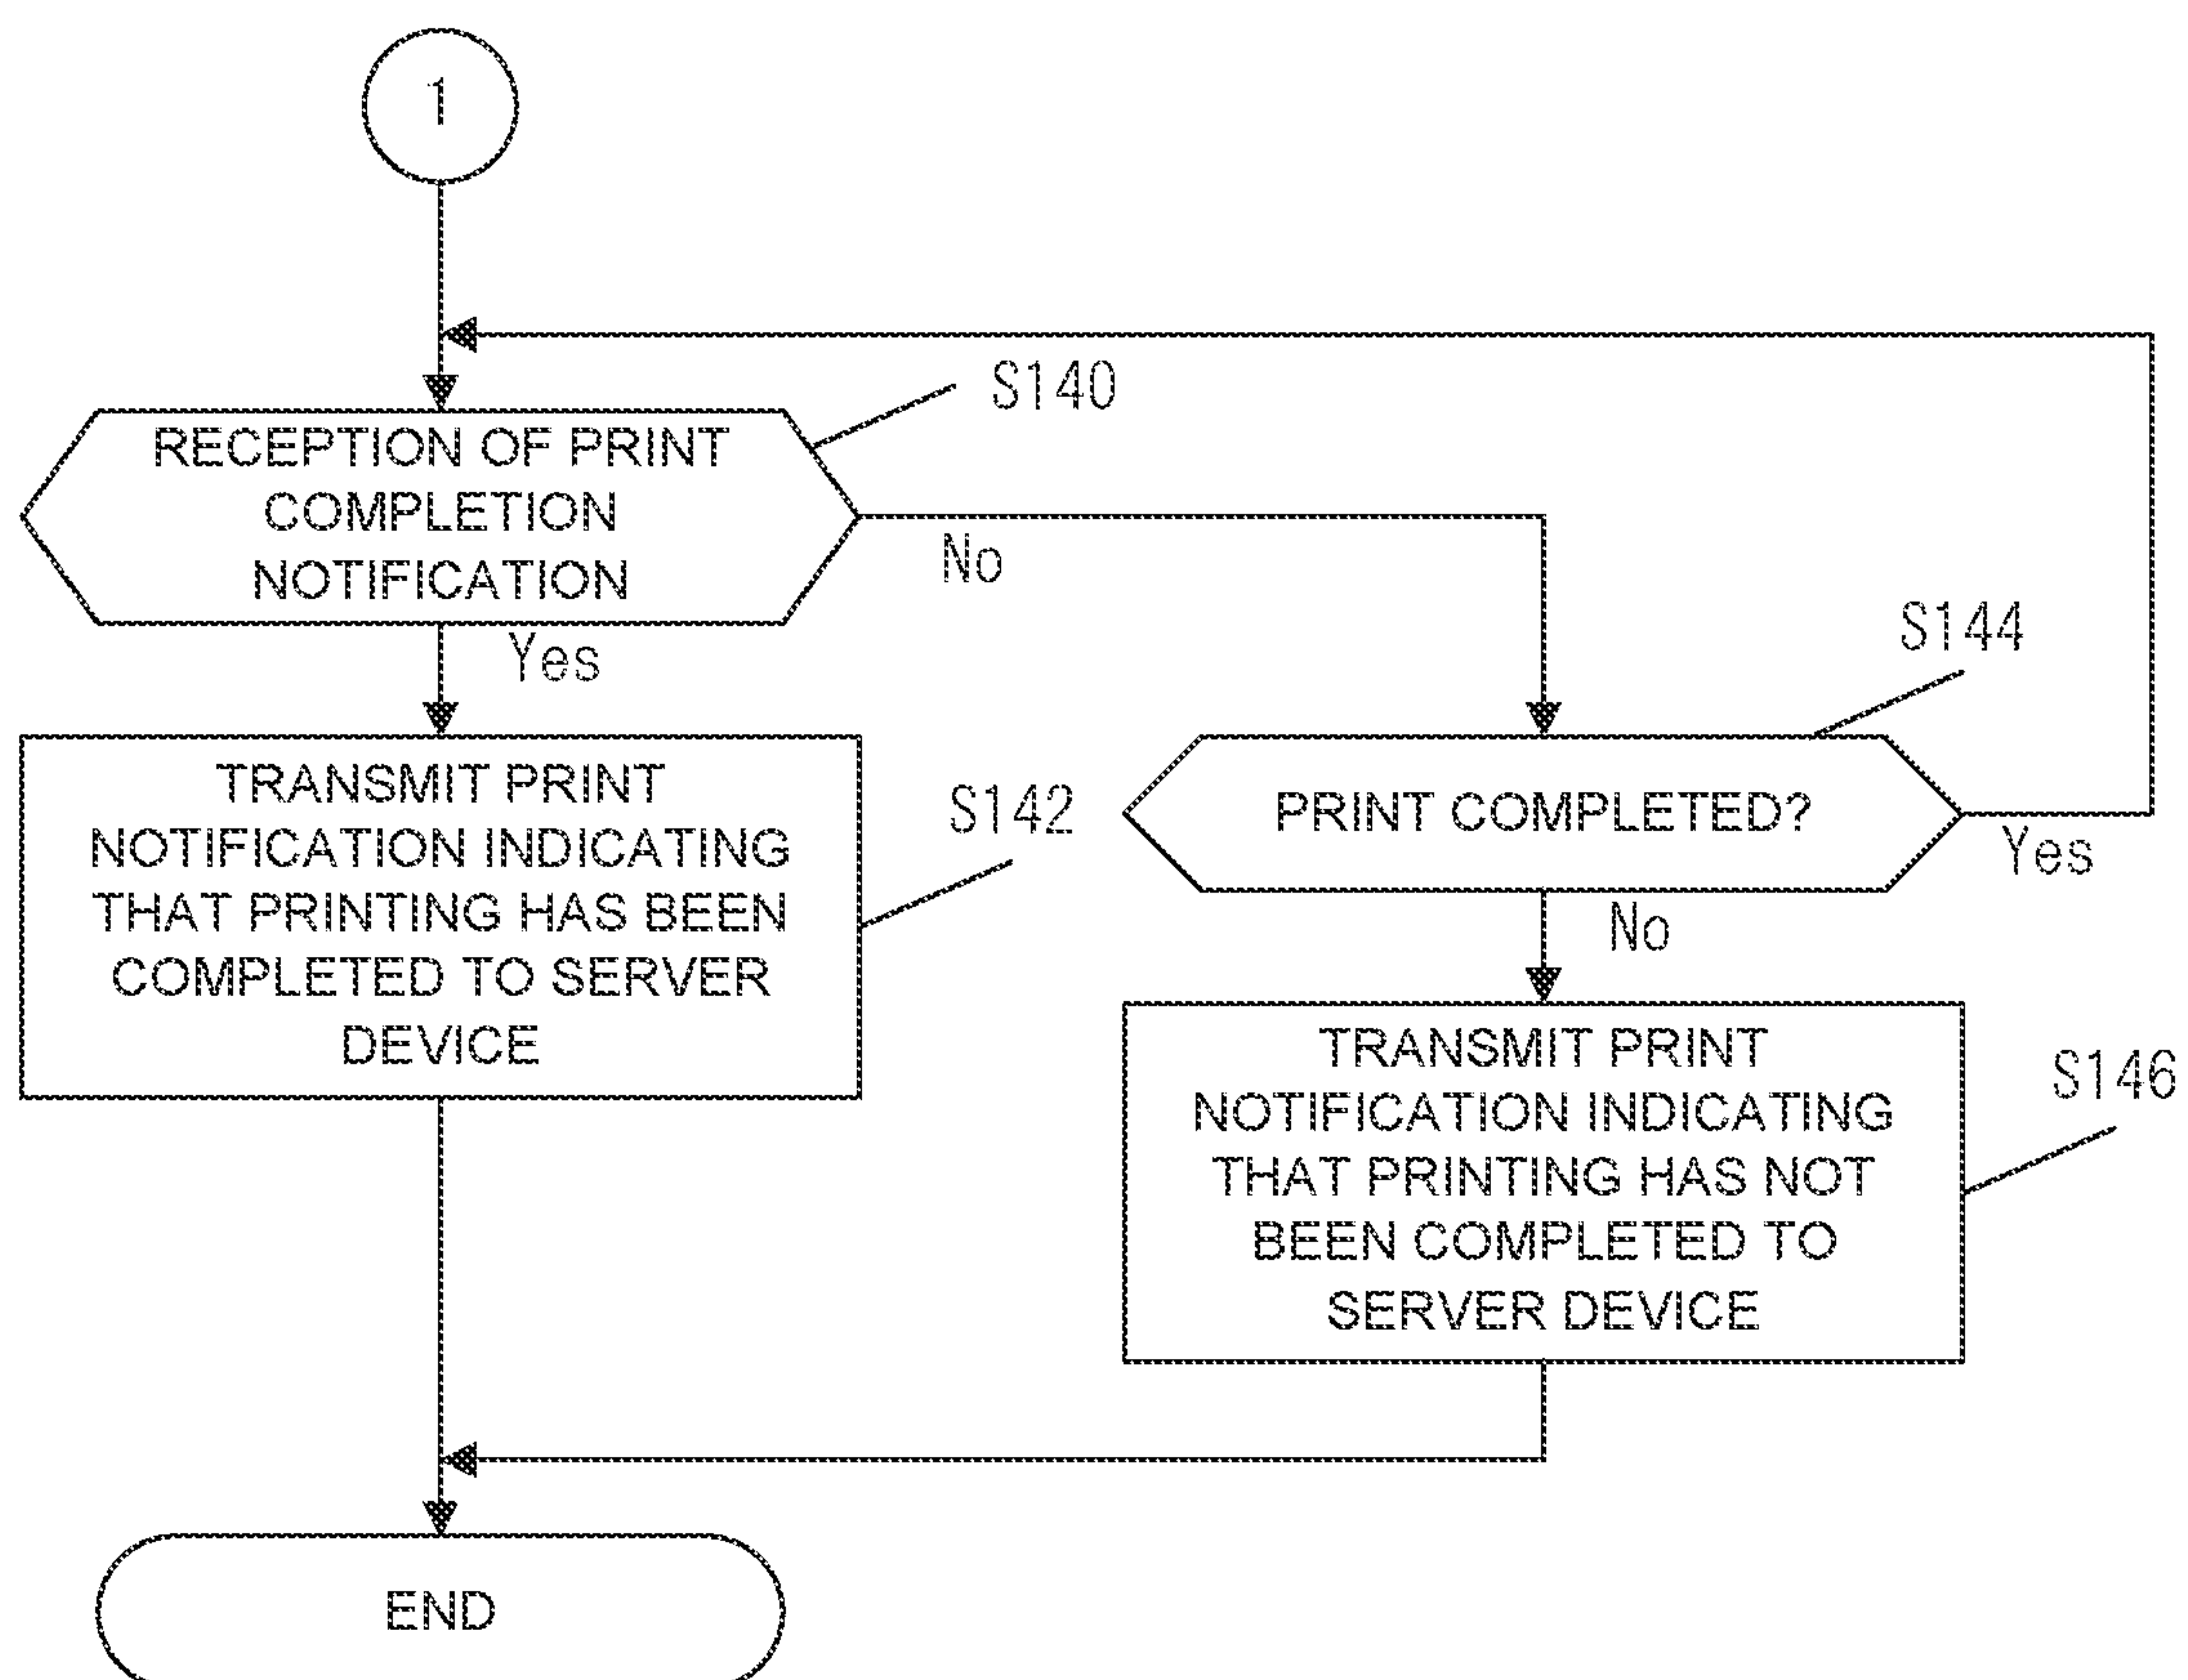 1
S140
RECEPTION OF PRINT
COMPLETION
NOTIFICATION
No
Yes
S144
TRANSMIT PRINT
NOTIFICATION INDICATING
THAT PRINTING HAS BEEN
COMPLETED TO SERVER
DEVICE
S142
PRINT COMPLETED?
Yes
No
TRANSMIT PRINT
NOTIFICATION INDICATING
THAT PRINTING HAS NOT
BEEN COMPLETED TO
SERVER DEVICE
S146
END